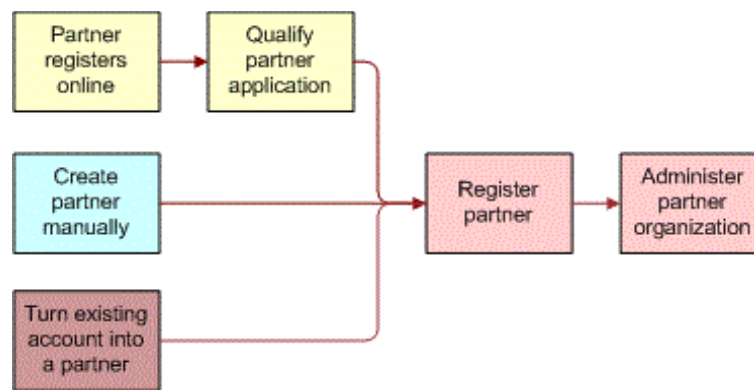 Partner
registers
online
Qualify
partner
application
Create
partner
manually
Register
partner
Administer
partner
organization
Turn existing
account into
a partner